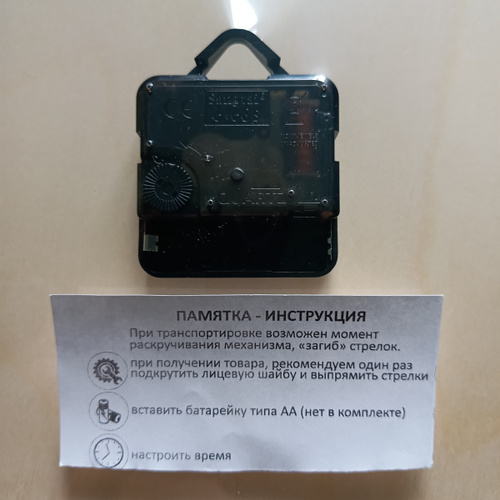 QUARTZ
ПАМЯТКА - ИНСТРУКЦИЯ
При транспортировке возможен момент
раскручивания механизма, «загиб» стрелок.
при получении товара, рекомендуем один раз
подкрутить лицевую шайбу и выпрямить стрелки
вставить батарейку типа АА (нет в комплекте)
настроить время